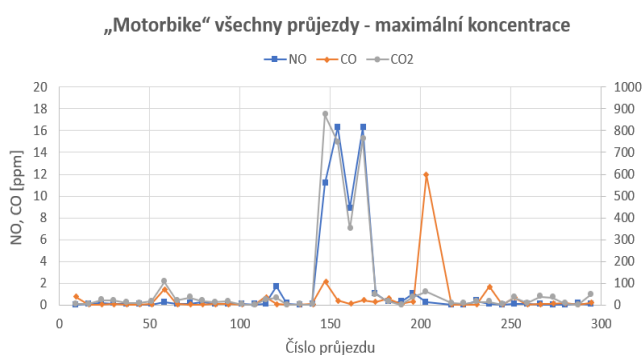 „Motorbike“ všechny průjezdy - maximální koncentrace
NO CO CO2
20 1000
18 900
16 800
14 700
12 600
10 500
8 400
6 300
4 200
2 100
0 0
0 50 100 150 200 250 300
NO, CO [ppm]
Číslo průjezdu